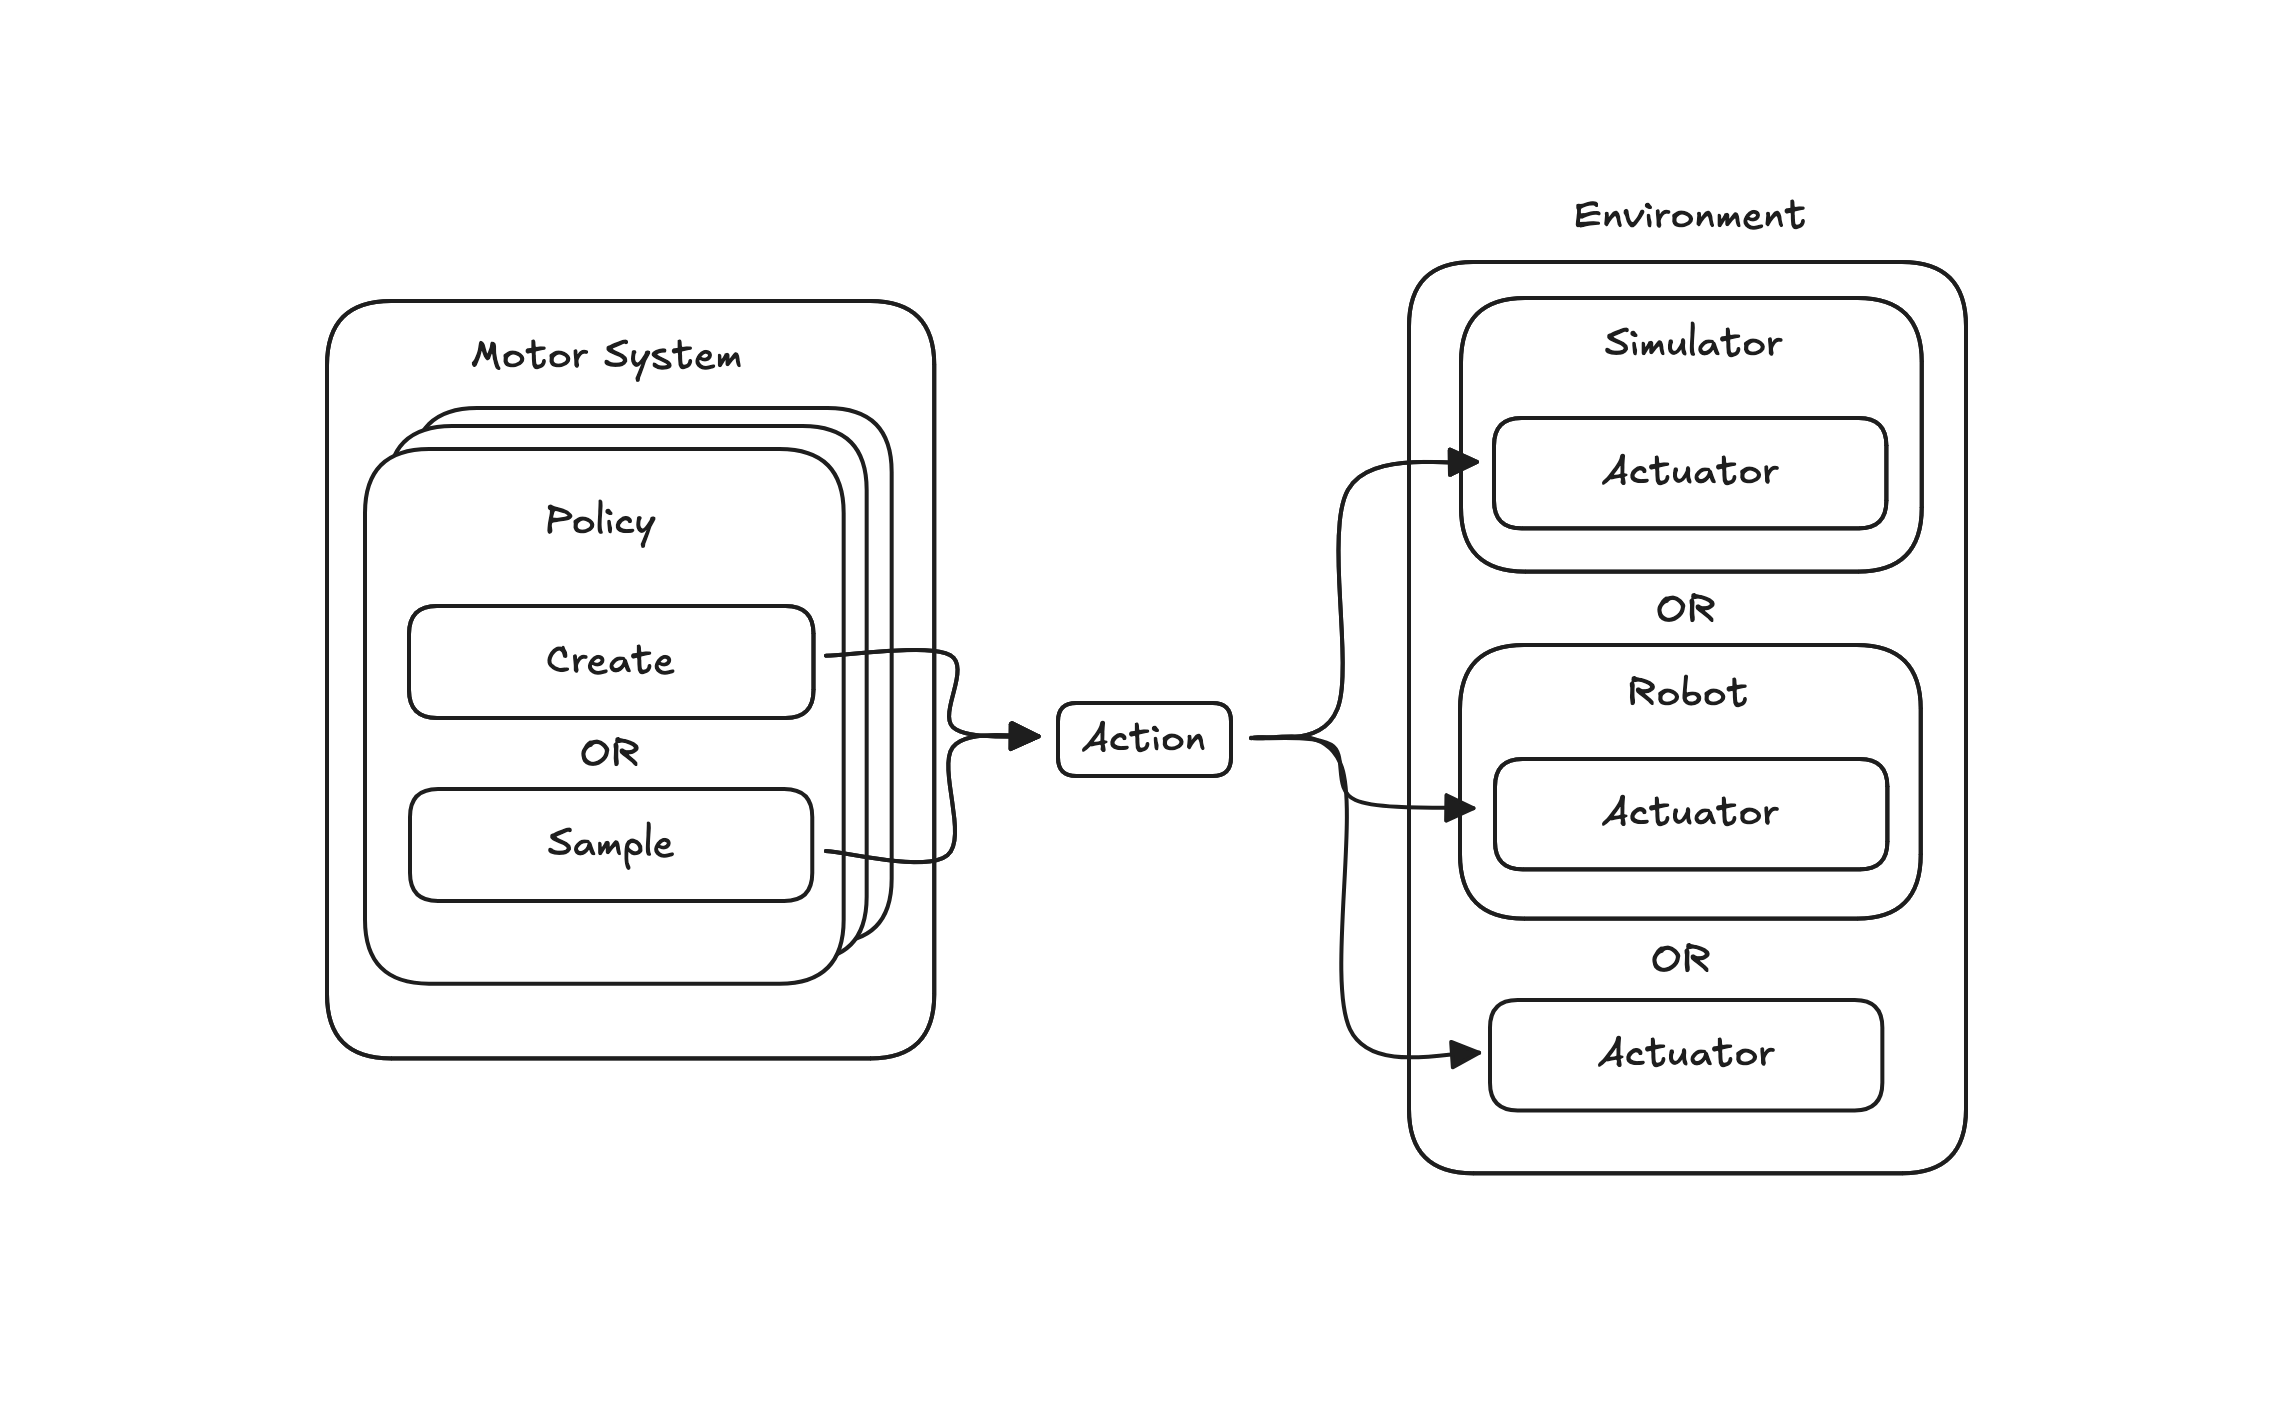 Motor System
Policy
Create
OR
Sample
Action
Environment
Simulator
Actuator
OR
Robot
Actuator
OR
Actuator